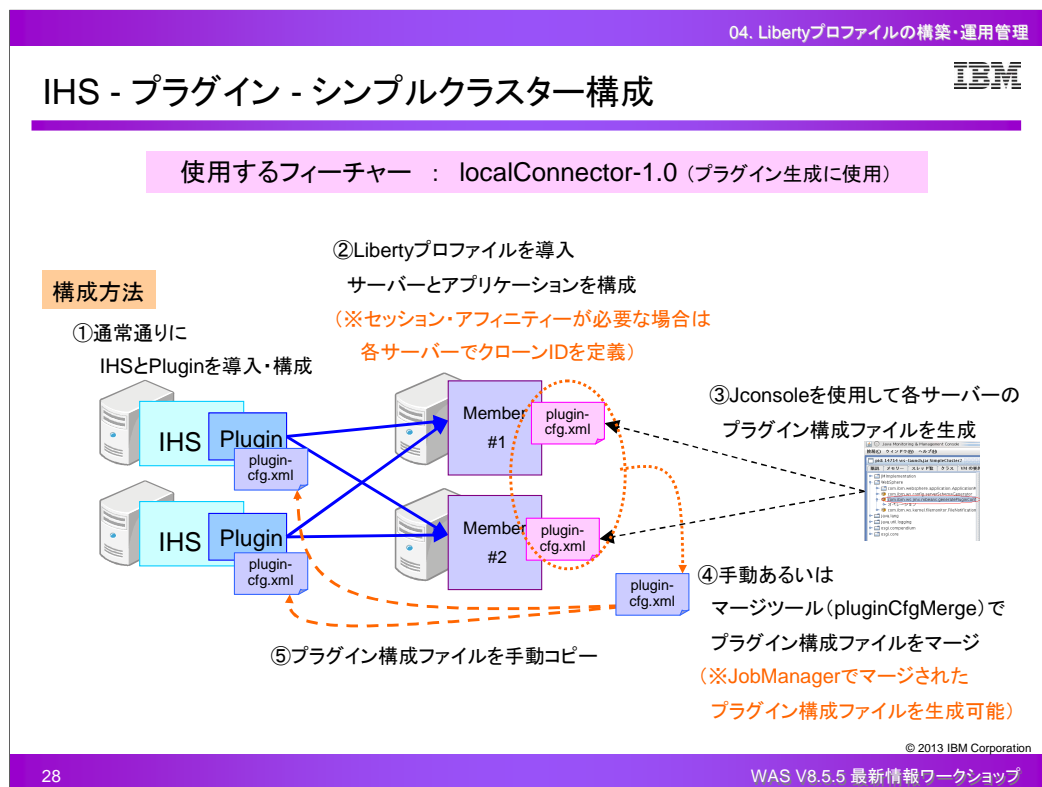 04. Libertyプロファイルの構築・運用管理
IHS - プラグイン - シンプルクラスター構成
IBM
使用するフィーチャー ： localConnector-1.0（プラグイン生成に使用）
②Libertyプロファイルを導入
サーバーとアプリケーションを構成
（※セッション・アフィニティーが必要な場合は
各サーバーでクローンIDを定義）
構成方法
①通常通りに
IHSとPluginを導入・構成
③Jconsoleを使用して各サーバーの
プラグイン構成ファイルを生成
IHS
Plugin
plugin-
cfg.xml
Member
#1
plugin-
cfg.xml
IHS
Plugin
plugin-
cfg.xml
Member
#2
plugin-
cfg.xml
plugin-
cfg.xml
④手動あるいは
マージツール（pluginCfgMerge）で
プラグイン構成ファイルをマージ
（※JobManagerでマージされた
プラグイン構成ファイルを生成可能）
⑤プラグイン構成ファイルを手動コピー
© 2013 IBM Corporation
28
WAS V8.5.5 最新情報ワークショップ